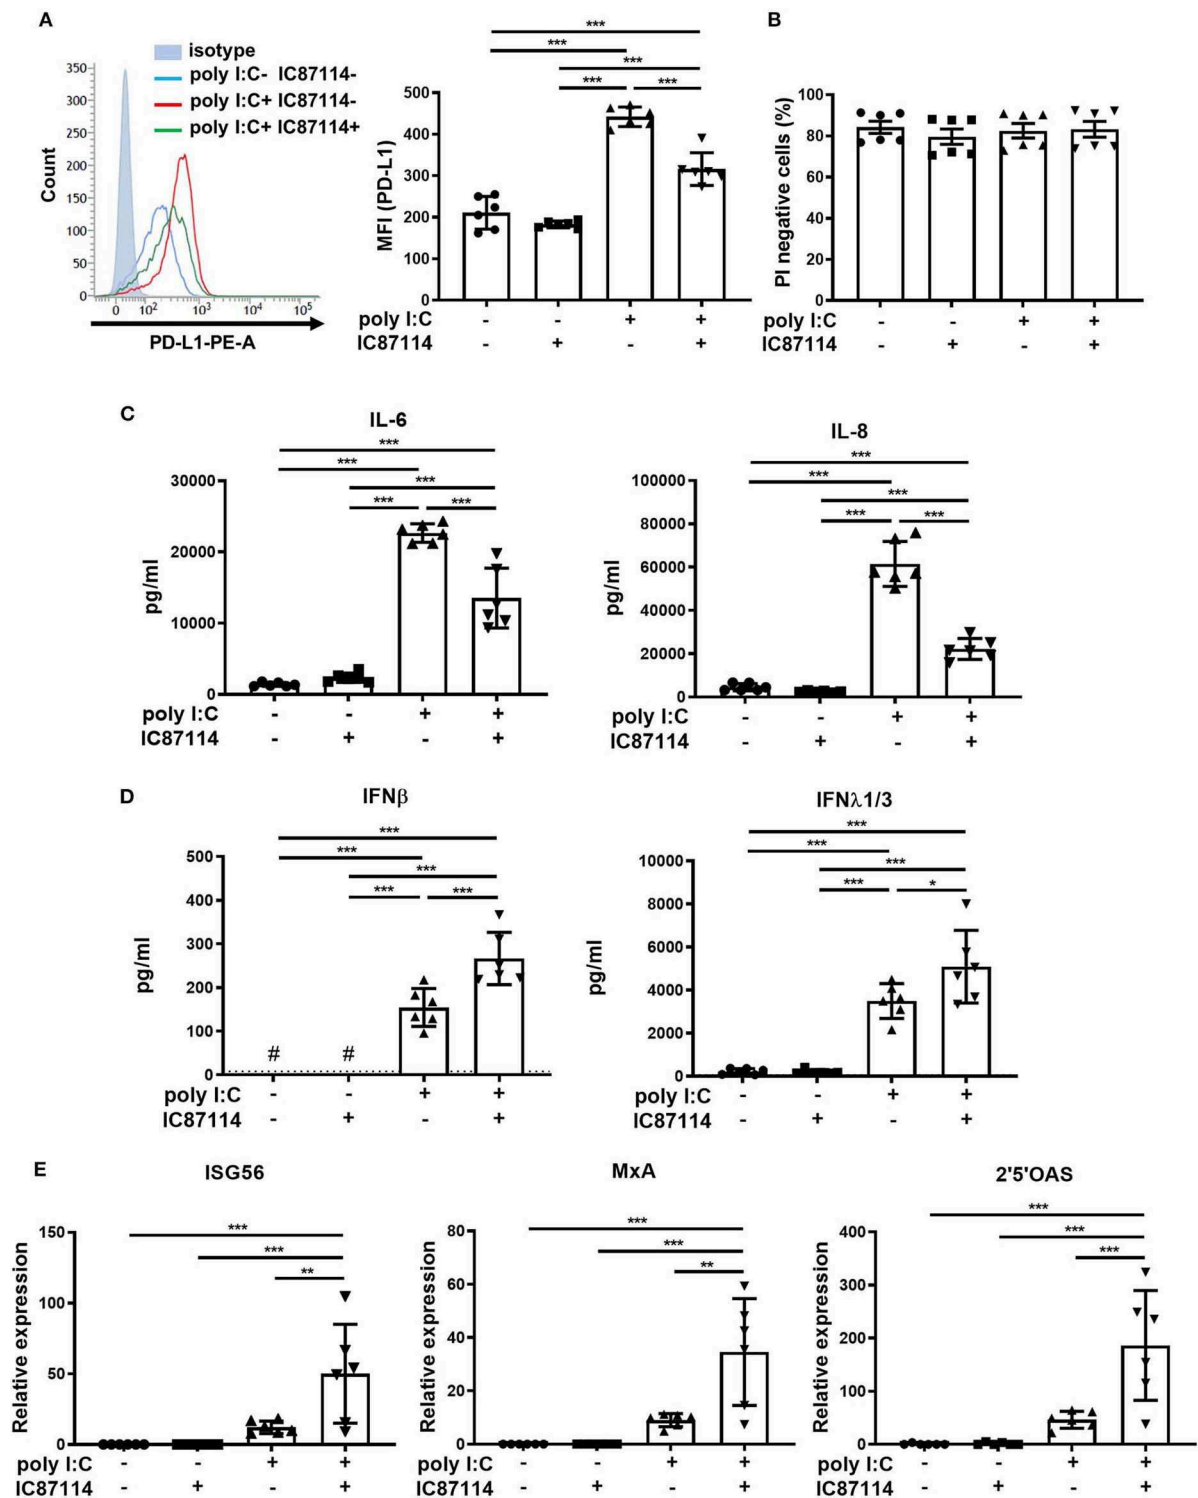 A
isotype
poly I:C- IC87114-
poly I:C+ IC87114-
poly I:C+ IC87114+
Count
350
300
250
200
150
100
50
0
0 10² 10³ 10⁴ 10⁵
PD-L1-PE-A
***
***
***
*** ***
MFI (PD-L1)
500
400
300
200
100
0
poly I:C - - + +
IC87114 - + - +
B
PI negative cells (%)
100
80
60
40
20
0
poly I:C - - + +
IC87114 - + - +
C
IL-6
***
***
***
*** ***
pg/ml
30000
20000
10000
0
poly I:C - - + +
IC87114 - + - +
IL-8
***
***
***
*** ***
pg/ml
100000
80000
60000
40000
20000
0
poly I:C - - + +
IC87114 - + - +
D
IFNβ
***
***
***
*** ***
pg/ml
500
400
300
200
100
0
# #
poly I:C - - + +
IC87114 - + - +
IFNλ1/3
***
***
***
*** *
pg/ml
10000
8000
6000
4000
2000
0
poly I:C - - + +
IC87114 - + - +
E
ISG56
***
***
**
Relative expression
150
100
50
0
poly I:C - - + +
IC87114 - + - +
MxA
***
***
**
Relative expression
80
60
40
20
0
poly I:C - - + +
IC87114 - + - +
2'5'OAS
***
***
***
Relative expression
400
300
200
100
0
poly I:C - - + +
IC87114 - + - +